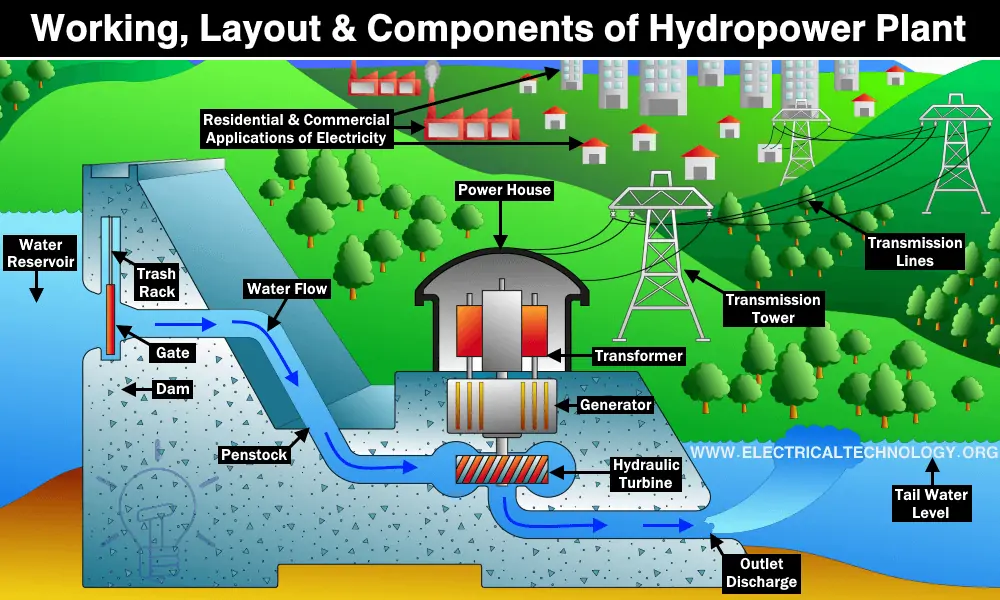 Working, Layout & Components of Hydropower Plant
Residential & Commercial
Applications of Electricity
Power House
Water
Reservoir
Trash
Rack
Water Flow
Transmission
Lines
Transmission
Tower
Gate
Transformer
Dam
Generator
Penstock
Hydraulic
Turbine
WWW.ELECTRICALTECHNOLOGY.ORG
Tail Water
Level
Outlet
Discharge